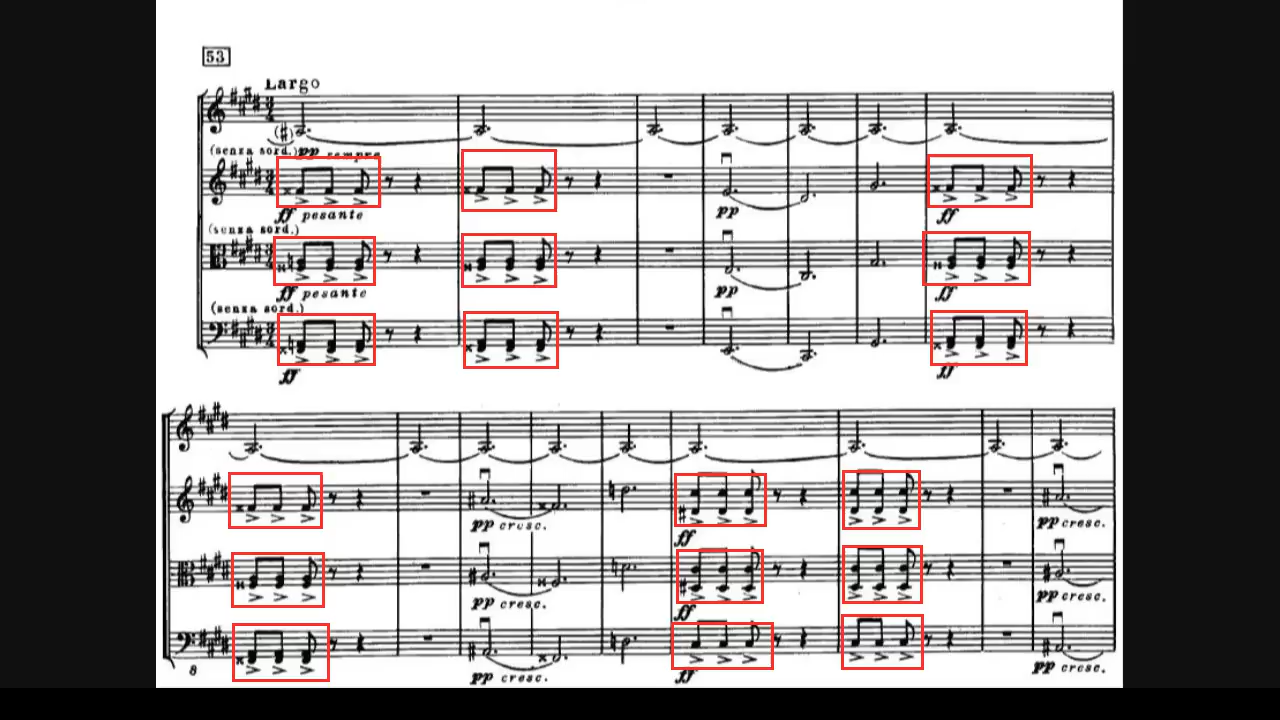 53
Largo
(senza sord.) pp sempre
ff pesante
(senza sord.)
ff pesante
pp
ff
(senza sord.)
pp
ff
ff
ff
pp cresc.
ff
pp cresc.
pp cresc.
ff
pp cresc.
8
pp cresc.
ff
pp cresc.